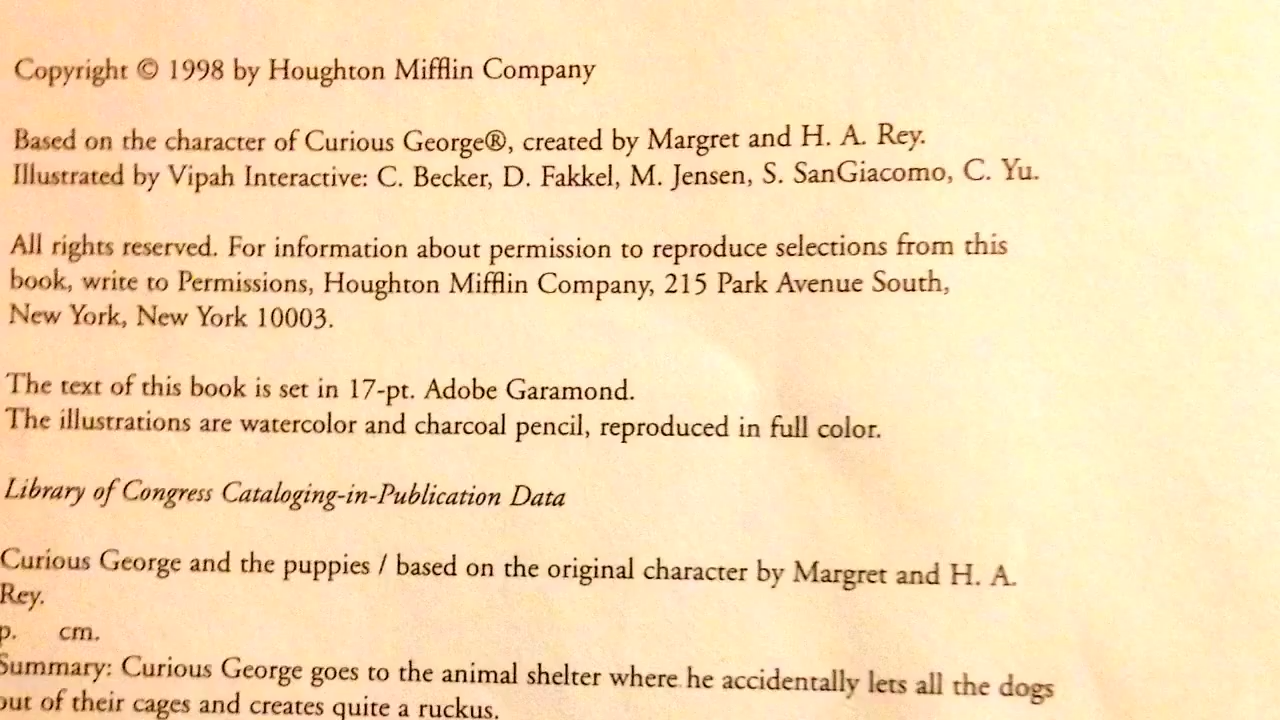 Copyright © 1998 by Houghton Mifflin Company
Based on the character of Curious George®, created by Margret and H. A. Rey.
Illustrated by Vipah Interactive: C. Becker, D. Fakkel, M. Jensen, S. SanGiacomo, C. Yu.
All rights reserved. For information about permission to reproduce selections from this
book, write to Permissions, Houghton Mifflin Company, 215 Park Avenue South,
New York, New York 10003.
The text of this book is set in 17-pt. Adobe Garamond.
The illustrations are watercolor and charcoal pencil, reproduced in full color.
Library of Congress Cataloging-in-Publication Data
Curious George and the puppies / based on the original character by Margret and H. A.
Rey.
p. cm.
Summary: Curious George goes to the animal shelter where he accidentally lets all the dogs
out of their cages and creates quite a ruckus.